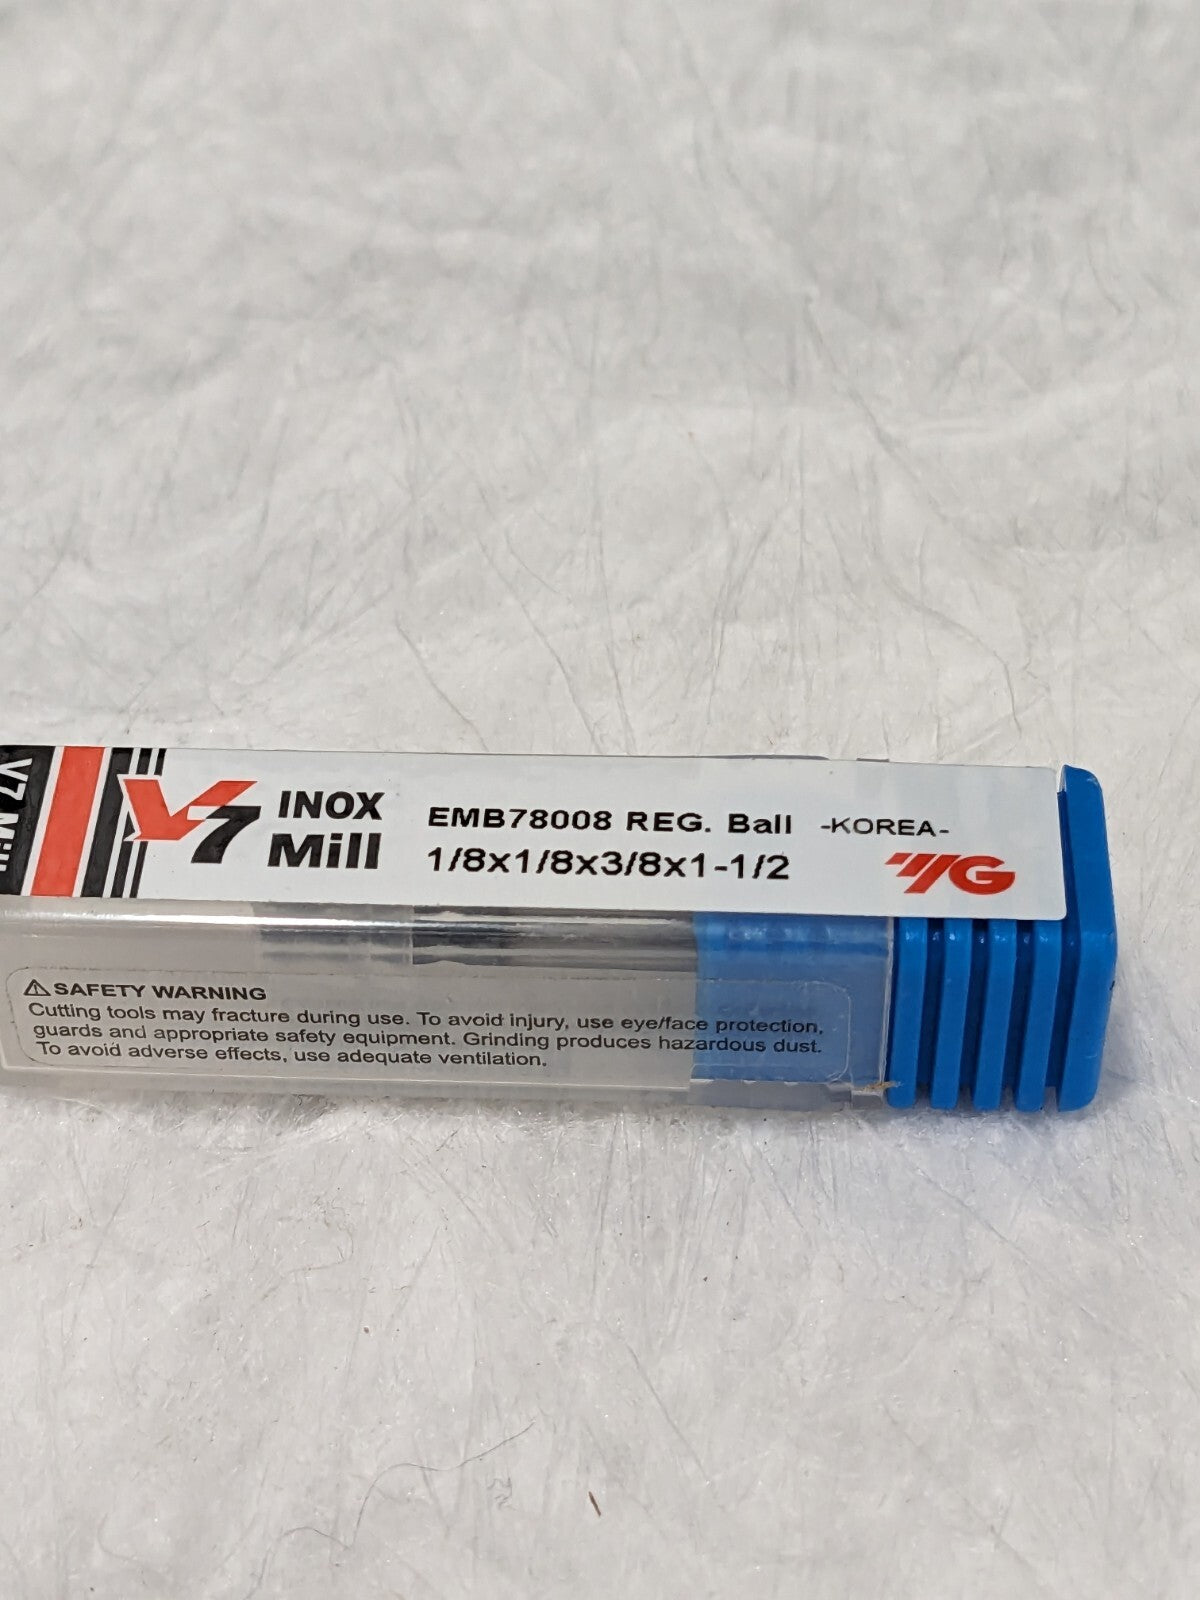 V7 Mill
V7 INOX
Mill
EMB78008 REG. Ball -KOREA-
1/8x1/8x3/8x1-1/2
YG
⚠ SAFETY WARNING
Cutting tools may fracture during use. To avoid injury, use eye/face protection,
guards and appropriate safety equipment. Grinding produces hazardous dust.
To avoid adverse effects, use adequate ventilation.